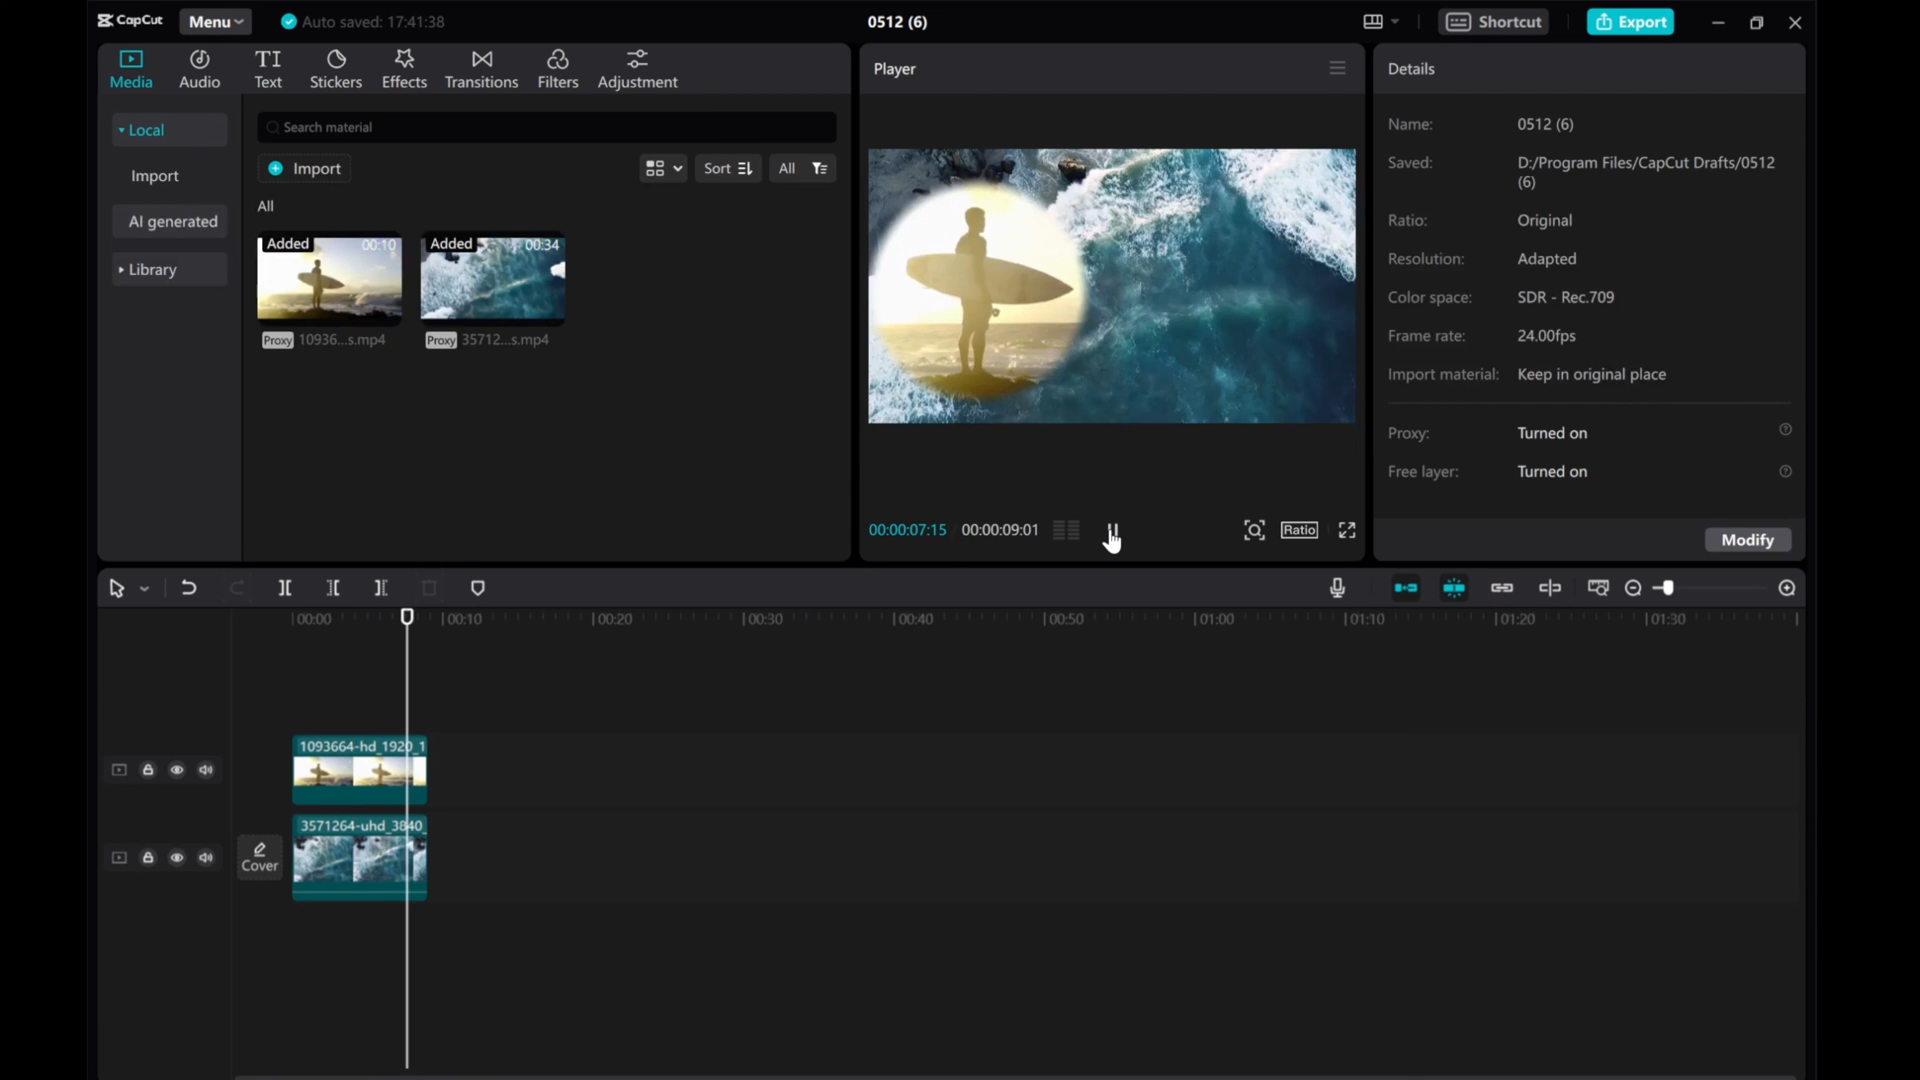 CapCut
Menu
Auto saved: 17:41:38
0512 (6)
Shortcut
Export
Media
Audio
TI
Text
Stickers
Effects
Transitions
Filters
Adjustment
Local
Import
AI generated
Library
Search material
Import
Sort
All
All
Added
00:10
Proxy
10936...s.mp4
Added
00:34
Proxy
35712...s.mp4
Player
00:00:07:15
00:00:09:01
Ratio
Details
Name:
0512 (6)
Saved:
D:/Program Files/CapCut Drafts/0512
(6)
Ratio:
Original
Resolution:
Adapted
Color space:
SDR - Rec.709
Frame rate:
24.00fps
Import material:
Keep in original place
Proxy:
Turned on
Free layer:
Turned on
Modify
00:00
00:10
00:20
00:30
00:40
00:50
01:00
01:10
01:20
01:30
1093664-hd_1920_1
Cover
3571264-uhd_3840_